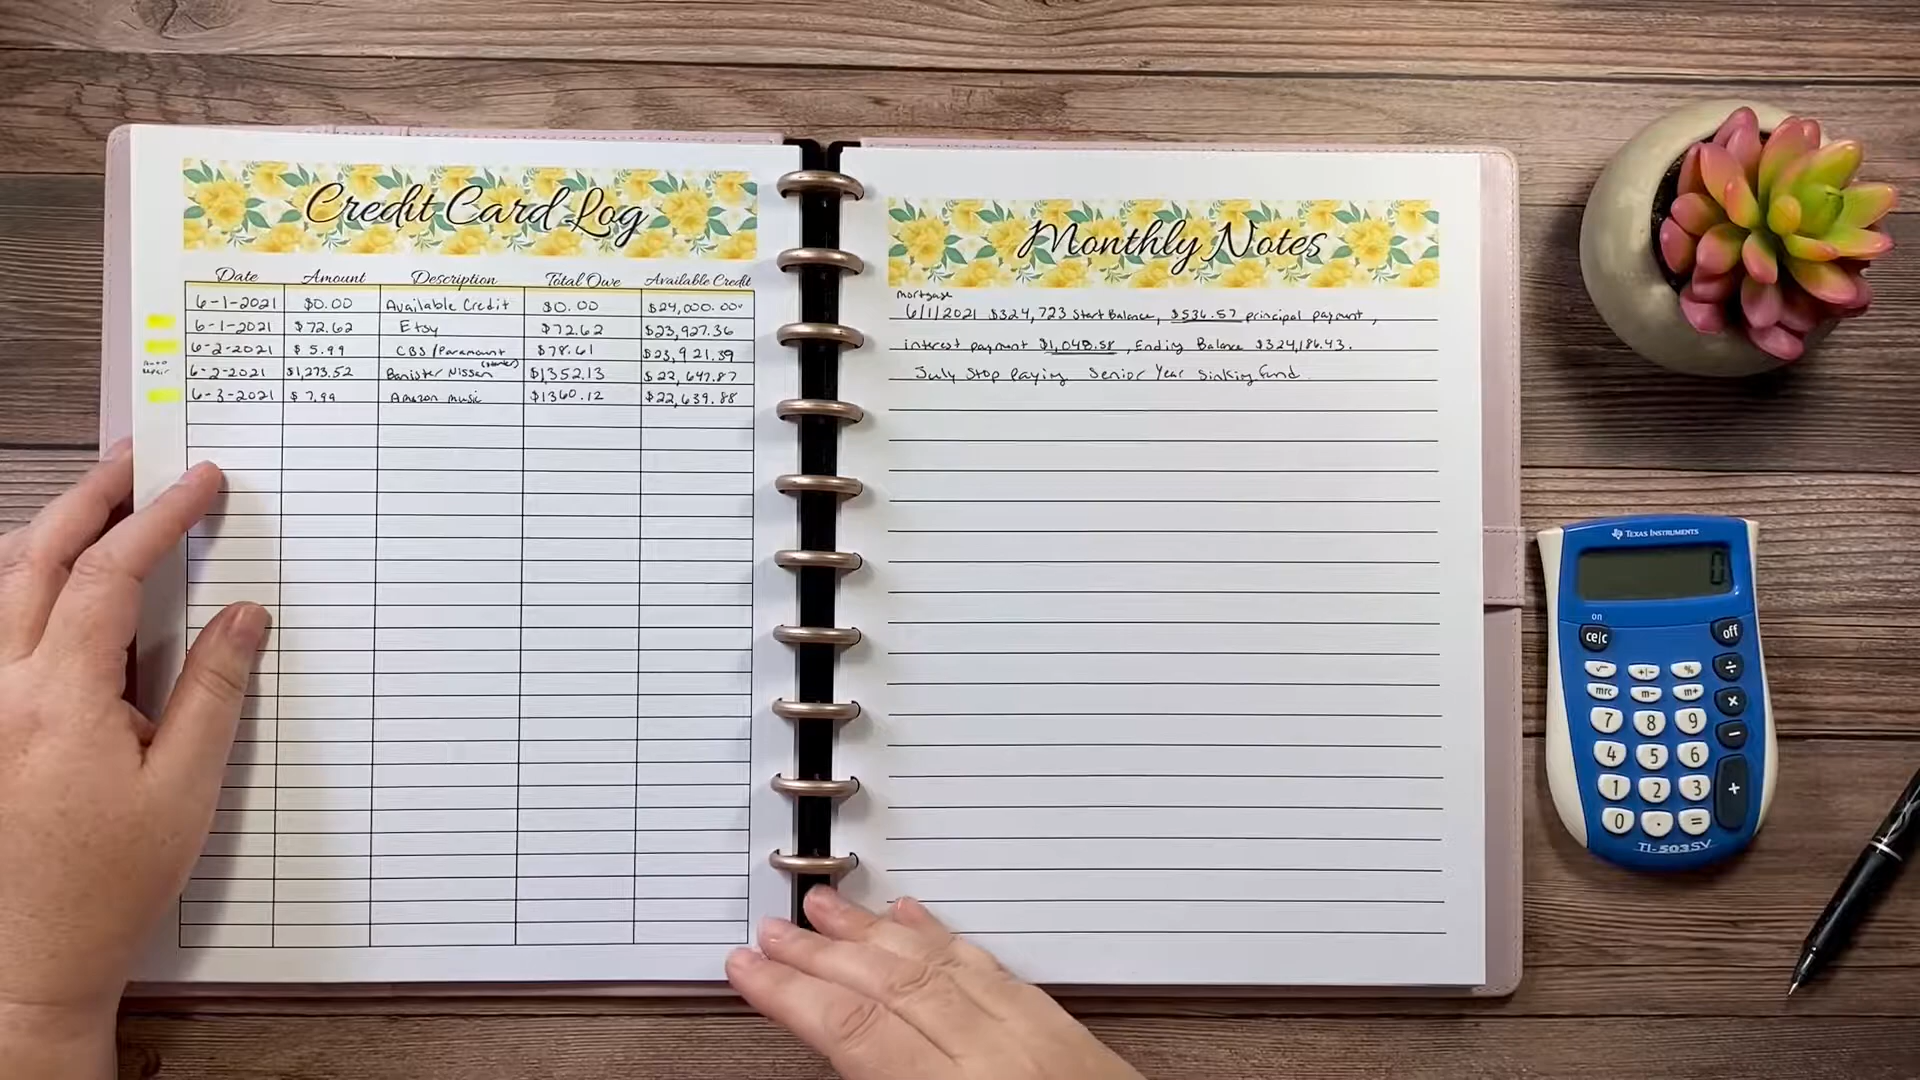 Credit Card Log
Date Amount Description Total Owe Available Credit
6-1-2021 $0.00 Available Credit $0.00 $24,000.00
6-1-2021 $72.62 Etsy $72.62 $23,927.36
6-2-2021 $5.99 CBS/Paramount $78.61 $23,921.39
auto repair 6-2-2021 $1,273.52 Banister Nissan (starter) $1,352.13 $22,647.87
6-3-2021 $7.99 Amazon music $1360.12 $22,639.88
Monthly Notes
mortgage
6/1/2021 $324,723 Start Balance, $536.57 principal payment,
interest payment $1,048.58, Ending Balance $324,186.43.
July Stop Paying Senior Year Sinking Fund
TEXAS INSTRUMENTS
0
on
ce/c off
√ +/- % ÷
mrc m- m+ ×
7 8 9 −
4 5 6
1 2 3 +
0 . =
TI-503SV